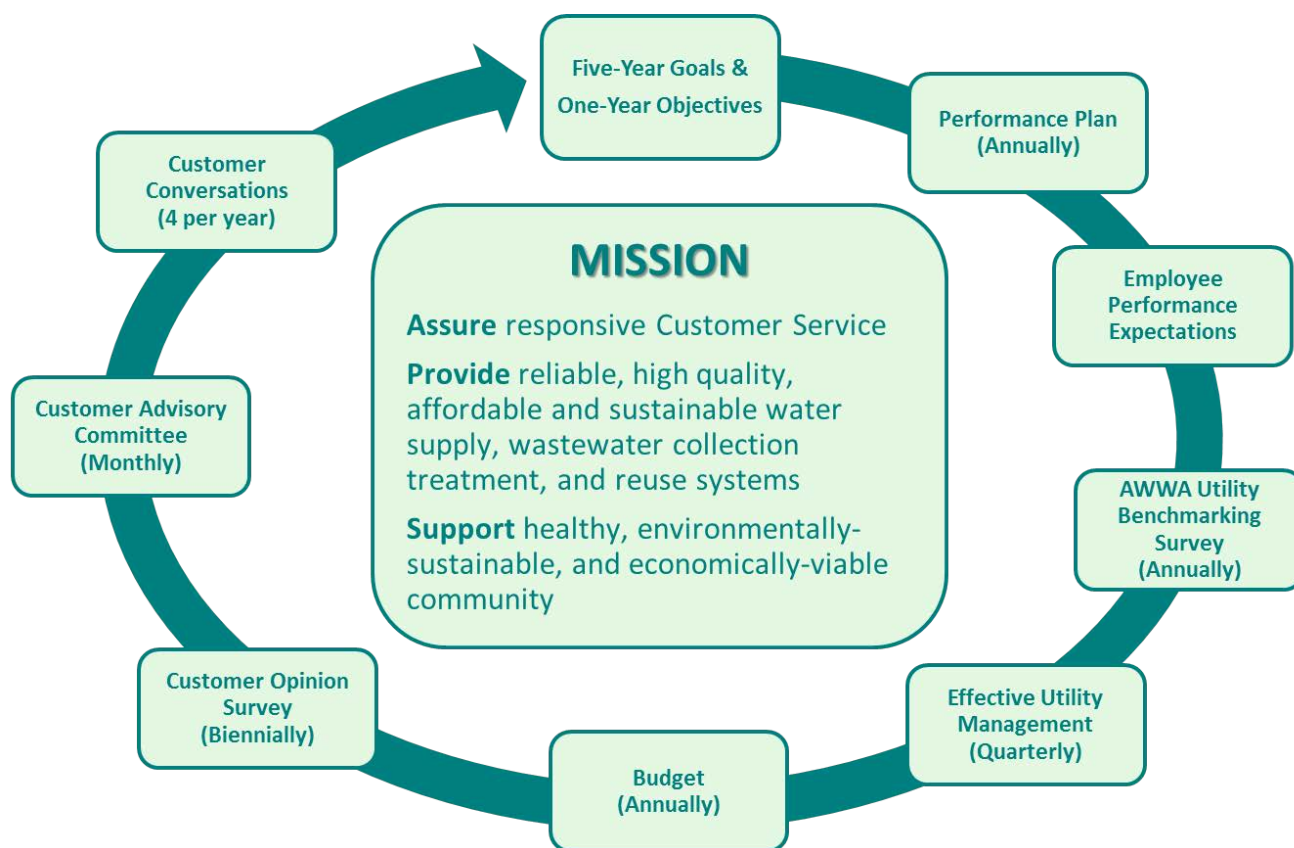 Five-Year Goals &
One-Year Objectives
Performance Plan
(Annually)
Employee
Performance
Expectations
AWWA Utility
Benchmarking
Survey
(Annually)
Effective Utility
Management
(Quarterly)
Budget
(Annually)
Customer Opinion
Survey
(Biennially)
Customer Advisory
Committee
(Monthly)
Customer
Conversations
(4 per year)
MISSION
Assure responsive Customer Service
Provide reliable, high quality,
affordable and sustainable water
supply, wastewater collection
treatment, and reuse systems
Support healthy, environmentally-
sustainable, and economically-viable
community